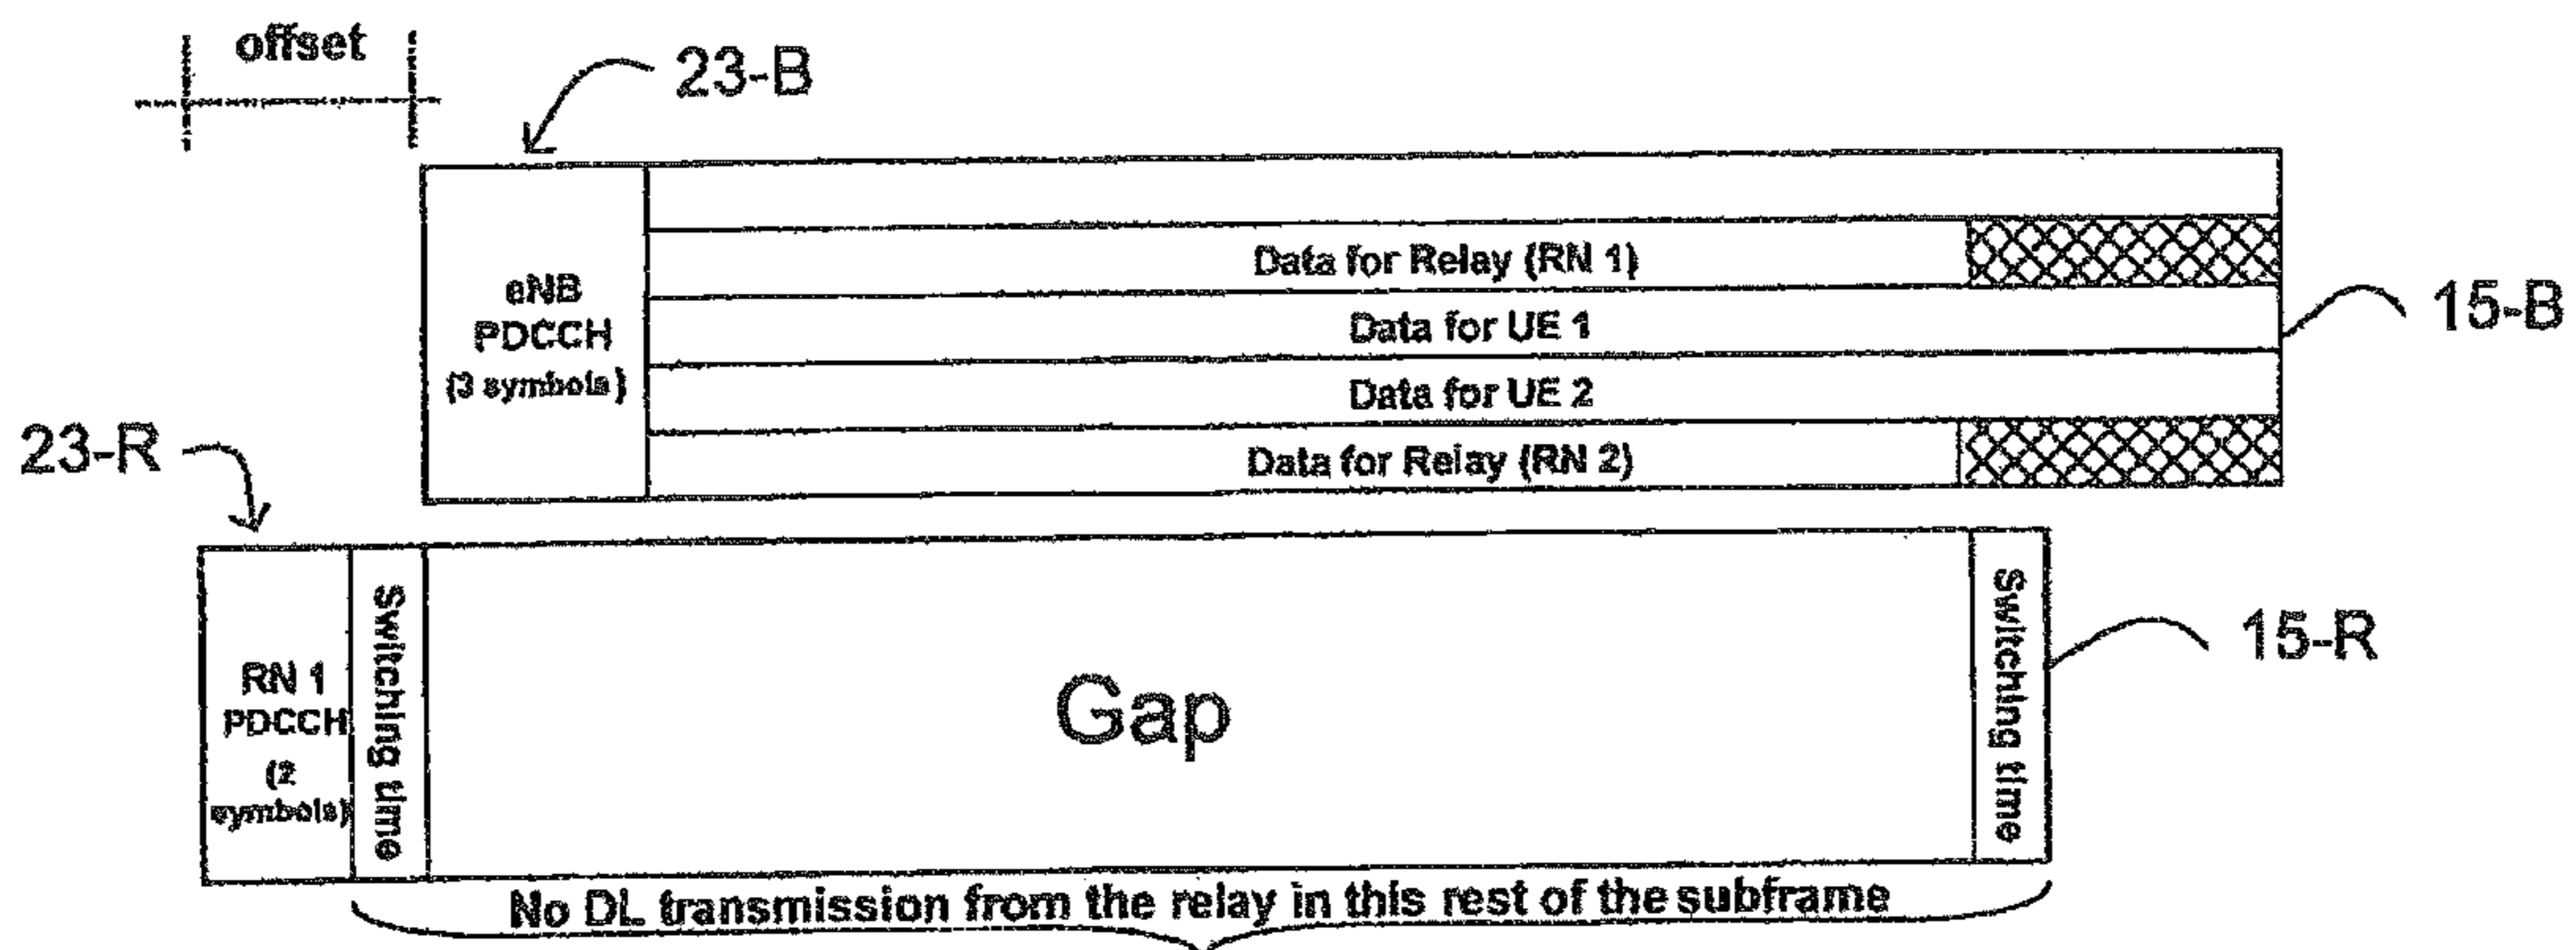 offset
23-B
Data for Relay (RN 1)
eNB
PDCCH
(3 symbols)
Data for UE 1
15-B
Data for UE 2
23-R
Data for Relay (RN 2)
RN 1
PDCCH
(2
symbols)
Switching time
Gap
Switching time
15-R
No DL transmission from the relay in this rest of the subframe